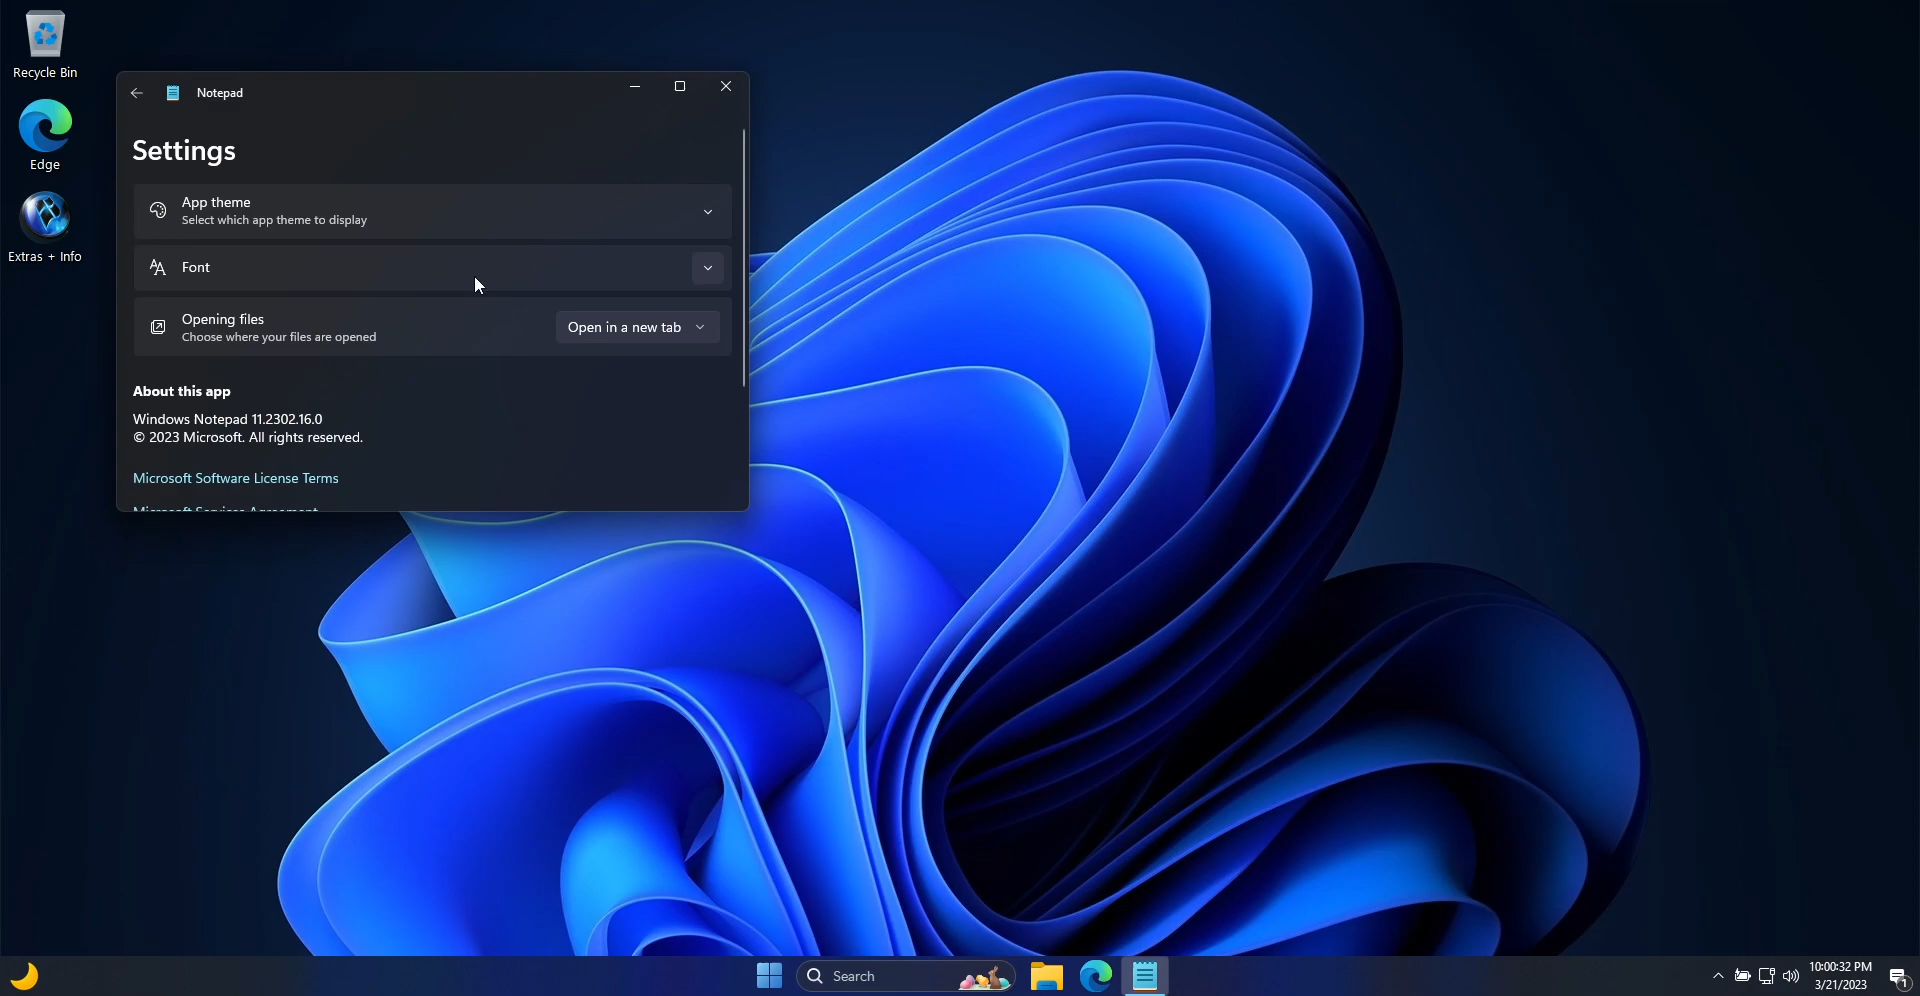 Recycle Bin
Edge
Extras + Info
Notepad
Settings
App theme
Select which app theme to display
Font
Opening files
Choose where your files are opened
Open in a new tab
About this app
Windows Notepad 11.2302.16.0
© 2023 Microsoft. All rights reserved.
Microsoft Software License Terms
Microsoft Services Agreement
Search
10:00:32 PM
3/21/2023
1